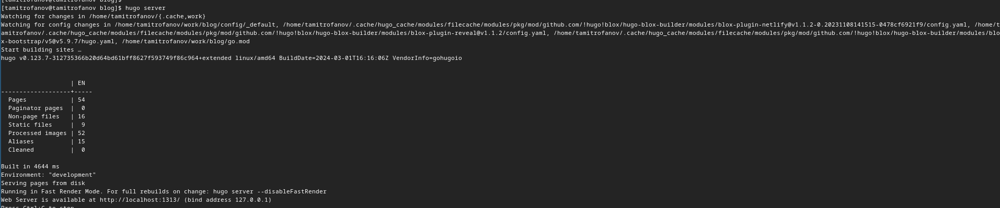 [tamitrofanov@tamitrofanov blog]$
[tamitrofanov@tamitrofanov blog]$ hugo server
Watching for changes in /home/tamitrofanov/{.cache,work}
Watching for config changes in /home/tamitrofanov/work/blog/config/_default, /home/tamitrofanov/.cache/hugo_cache/modules/filecache/modules/pkg/mod/github.com/!hugo!blox/hugo-blox-builder/modules/blox-plugin-netlify@v1.1.2-0.20231108141515-0478cf6921f9/config.yaml, /home/t
amitrofanov/.cache/hugo_cache/modules/filecache/modules/pkg/mod/github.com/!hugo!blox/hugo-blox-builder/modules/blox-plugin-reveal@v1.1.2/config.yaml, /home/tamitrofanov/.cache/hugo_cache/modules/filecache/modules/pkg/mod/github.com/!hugo!blox/hugo-blox-builder/modules/blo
x-bootstrap/v5@v5.9.7/hugo.yaml, /home/tamitrofanov/work/blog/go.mod
Start building sites …
hugo v0.123.7-312735366b20d64bd61bff8627f593749f86c964+extended linux/amd64 BuildDate=2024-03-01T16:16:06Z VendorInfo=gohugoio
                   | EN
-------------------+-----
  Pages            | 54
  Paginator pages  |  0
  Non-page files   | 16
  Static files     |  9
  Processed images | 52
  Aliases          | 15
  Cleaned          |  0
Built in 4644 ms
Environment: "development"
Serving pages from disk
Running in Fast Render Mode. For full rebuilds on change: hugo server --disableFastRender
Web Server is available at http://localhost:1313/ (bind address 127.0.0.1)
Press Ctrl+C to stop